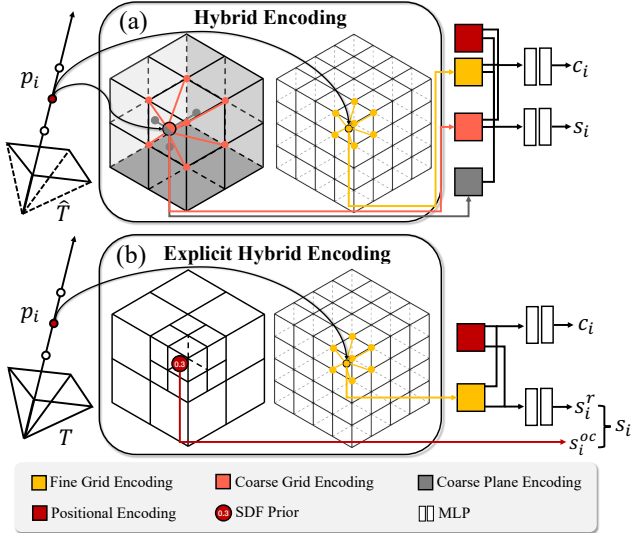 (a)
Hybrid Encoding
p_i
T̂
c_i
s_i
(b)
Explicit Hybrid Encoding
p_i
0.3
T
c_i
s_i^r
s_i
s_i^{oc}
Fine Grid Encoding
Coarse Grid Encoding
Coarse Plane Encoding
Positional Encoding
0.3 SDF Prior
MLP